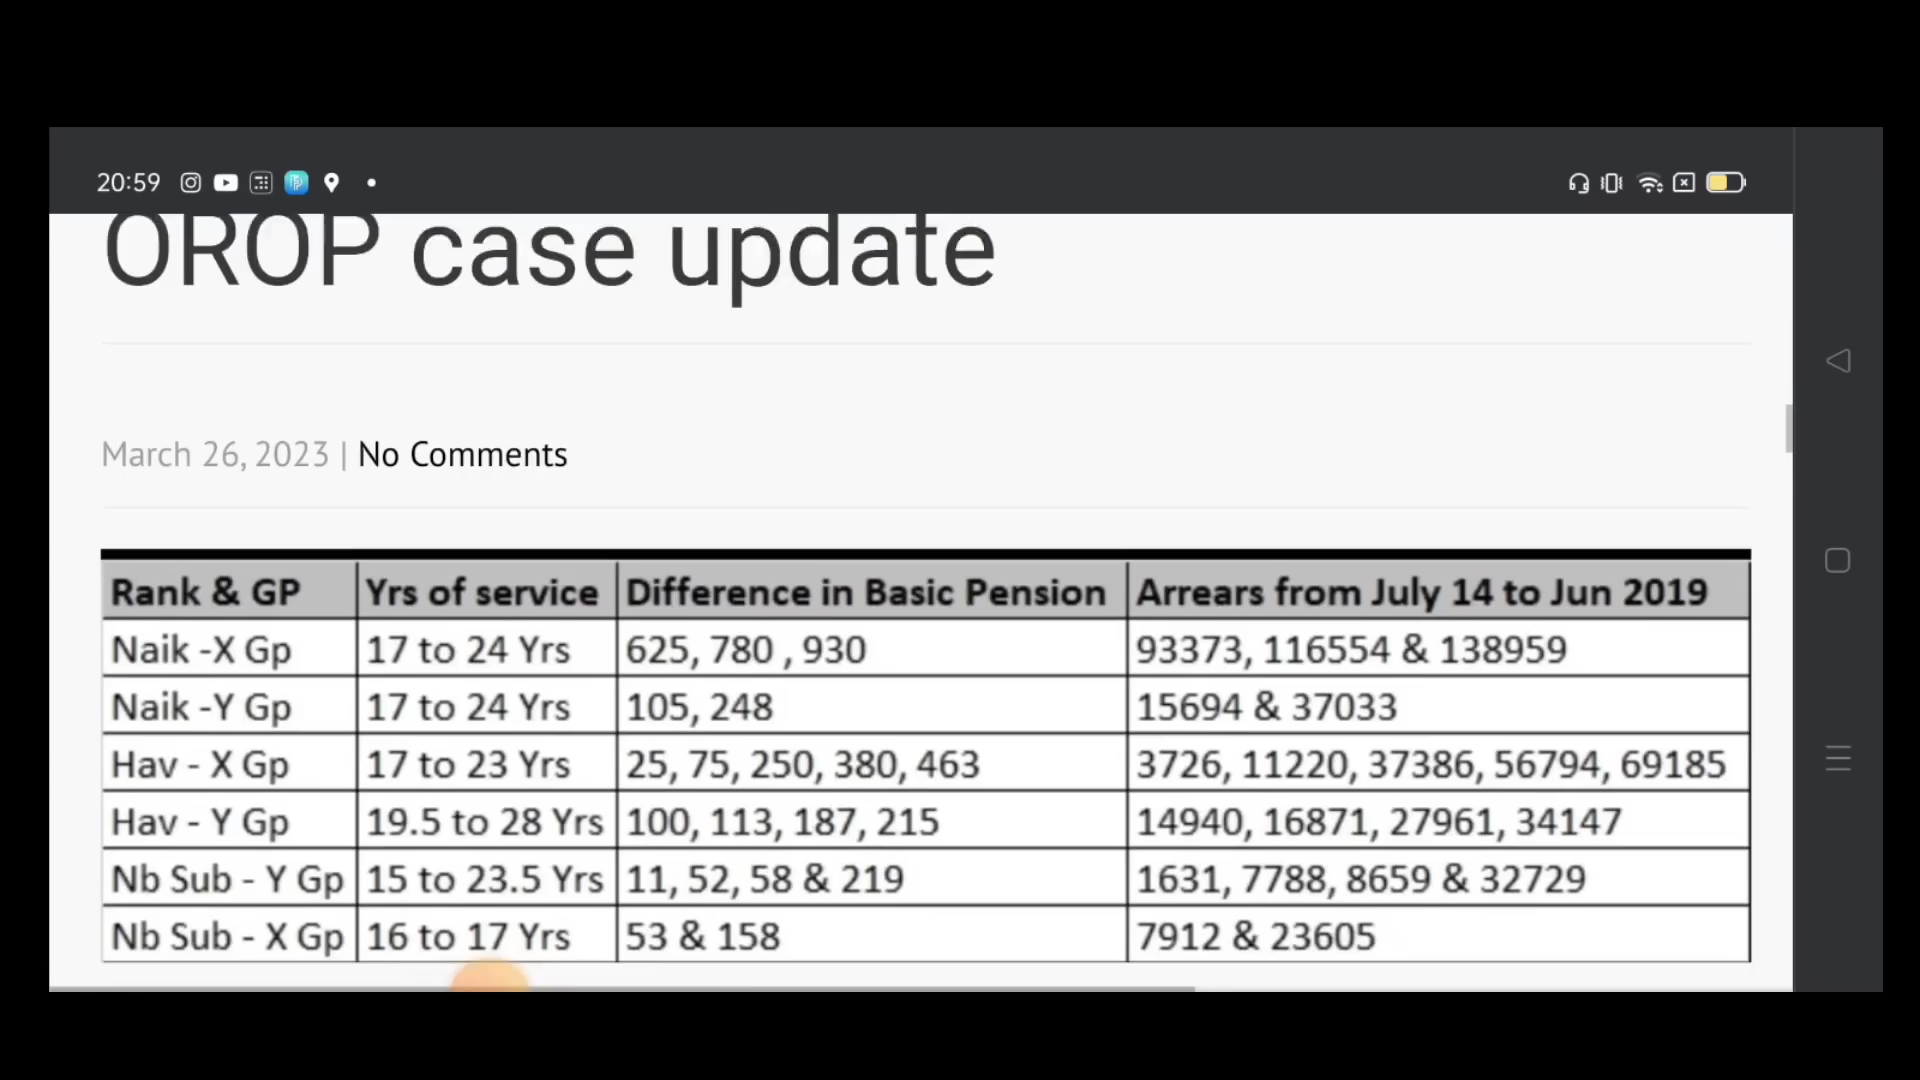 20:59
OROP case update
March 26, 2023 | No Comments
Rank & GP Yrs of service Difference in Basic Pension Arrears from July 14 to Jun 2019
Naik -X Gp 17 to 24 Yrs 625, 780 , 930 93373, 116554 & 138959
Naik -Y Gp 17 to 24 Yrs 105, 248 15694 & 37033
Hav - X Gp 17 to 23 Yrs 25, 75, 250, 380, 463 3726, 11220, 37386, 56794, 69185
Hav - Y Gp 19.5 to 28 Yrs 100, 113, 187, 215 14940, 16871, 27961, 34147
Nb Sub - Y Gp 15 to 23.5 Yrs 11, 52, 58 & 219 1631, 7788, 8659 & 32729
Nb Sub - X Gp 16 to 17 Yrs 53 & 158 7912 & 23605